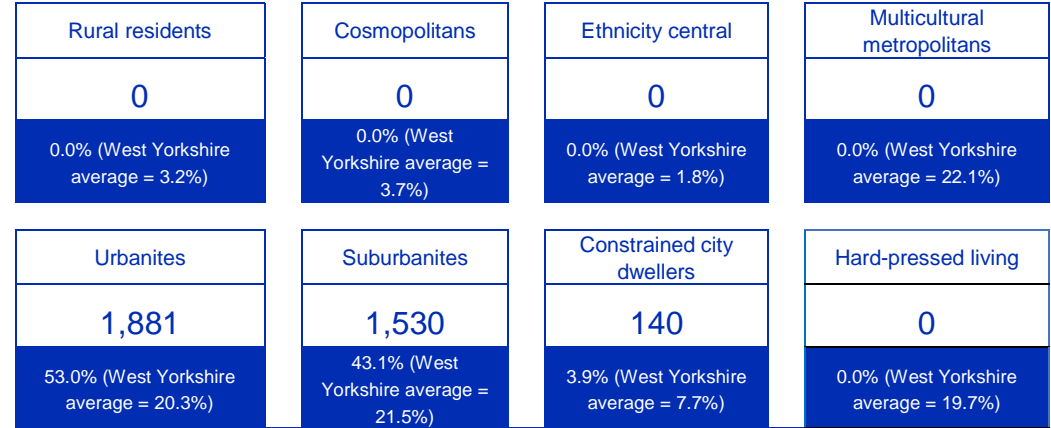 Rural residents
0
0.0% (West Yorkshire
average = 3.2%)
Cosmopolitans
0
0.0% (West
Yorkshire average =
3.7%)
Ethnicity central
0
0.0% (West Yorkshire
average = 1.8%)
Multicultural
metropolitans
0
0.0% (West Yorkshire
average = 22.1%)
Urbanites
1,881
53.0% (West Yorkshire
average = 20.3%)
Suburbanites
1,530
43.1% (West
Yorkshire average =
21.5%)
Constrained city
dwellers
140
3.9% (West Yorkshire
average = 7.7%)
Hard-pressed living
0
0.0% (West Yorkshire
average = 19.7%)